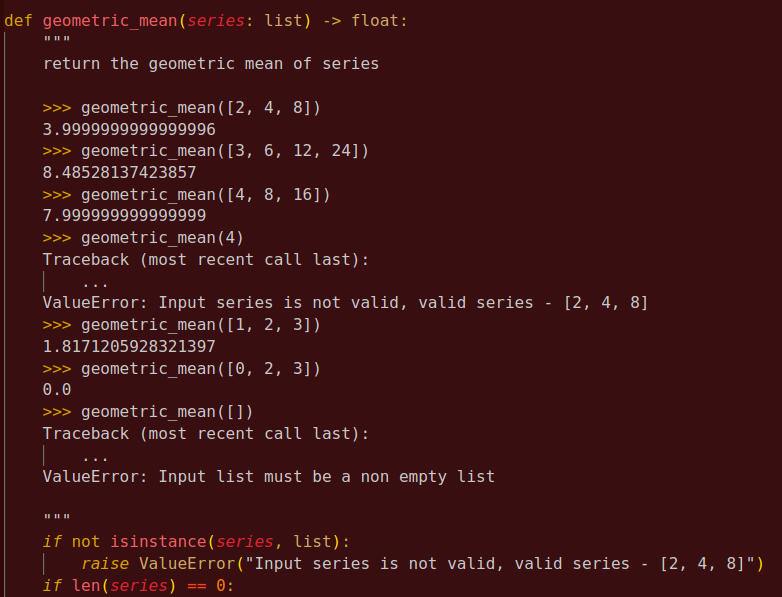 def geometric_mean(series: list) -> float:
"""
return the geometric mean of series
>>> geometric_mean([2, 4, 8])
3.9999999999999996
>>> geometric_mean([3, 6, 12, 24])
8.48528137423857
>>> geometric_mean([4, 8, 16])
7.999999999999999
>>> geometric_mean(4)
Traceback (most recent call last):
...
ValueError: Input series is not valid, valid series - [2, 4, 8]
>>> geometric_mean([1, 2, 3])
1.8171205928321397
>>> geometric_mean([0, 2, 3])
0.0
>>> geometric_mean([])
Traceback (most recent call last):
...
ValueError: Input list must be a non empty list
"""
if not isinstance(series, list):
raise ValueError("Input series is not valid, valid series - [2, 4, 8]")
if len(series) == 0: